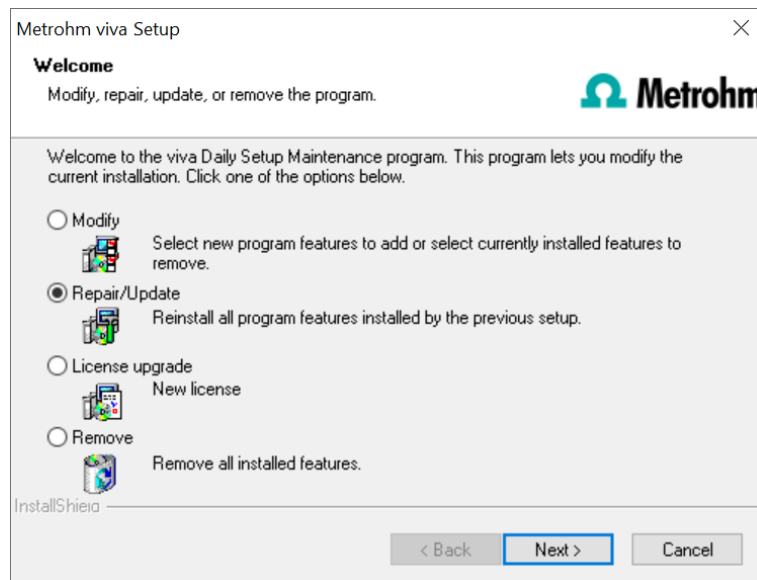 Metrohm viva Setup
Welcome
Modify, repair, update, or remove the program.
Metrohm
Welcome to the viva Daily Setup Maintenance program. This program lets you modify the
current installation. Click one of the options below.
Modify
Select new program features to add or select currently installed features to
remove.
Repair/Update
Reinstall all program features installed by the previous setup.
License upgrade
New license
Remove
Remove all installed features.
InstallShield
< Back
Next >
Cancel